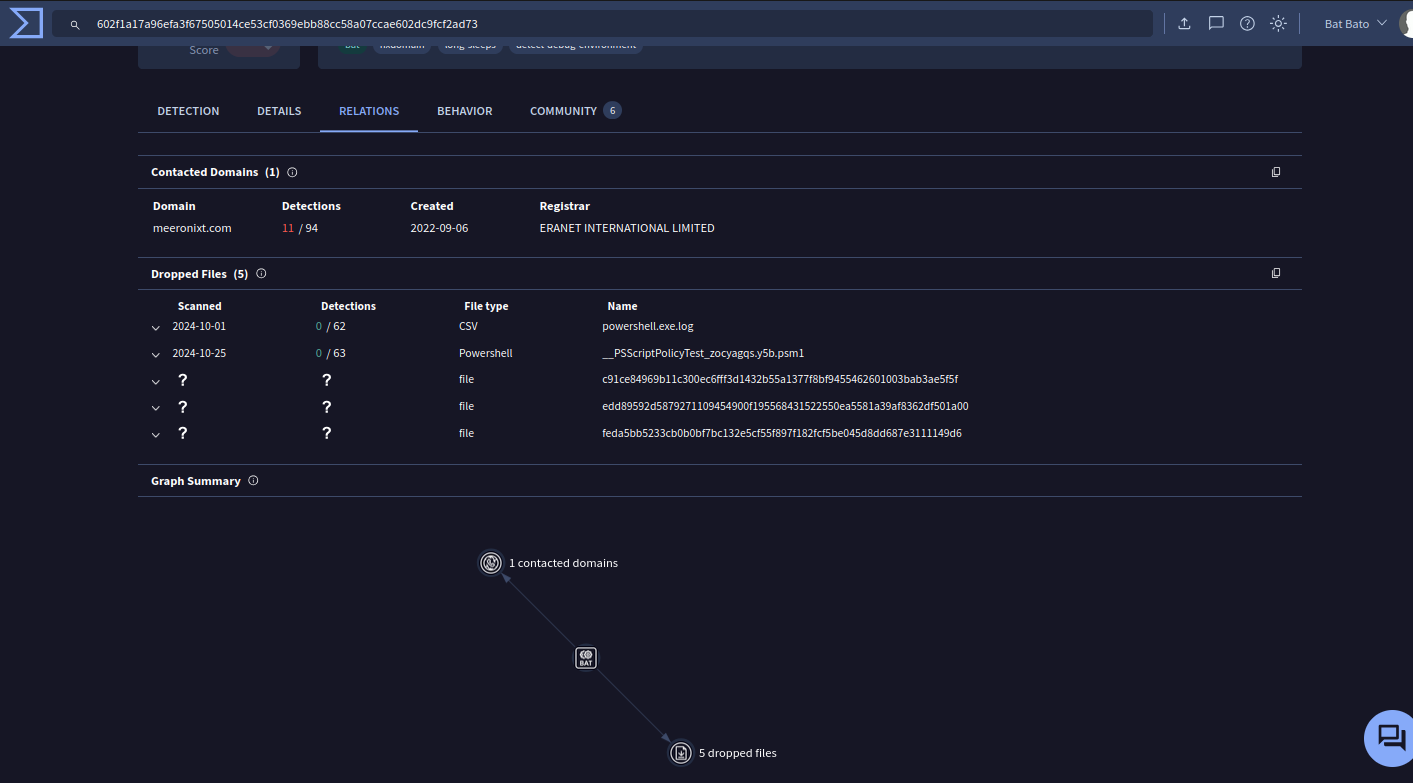 602f1a17a96efa3f67505014ce53cf0369ebb88cc58a07ccae602dc9fcf2ad73
Bat Bato
Score
bat nxdomain long-sleeps detect-debug-environment
DETECTION DETAILS RELATIONS BEHAVIOR COMMUNITY 6
Contacted Domains (1)
Domain Detections Created Registrar
meeronixt.com 11 / 94 2022-09-06 ERANET INTERNATIONAL LIMITED
Dropped Files (5)
Scanned Detections File type Name
2024-10-01 0 / 62 CSV powershell.exe.log
2024-10-25 0 / 63 Powershell __PSScriptPolicyTest_zocyagqs.y5b.psm1
? ? file c91ce84969b11c300ec6fff3d1432b55a1377f8bf9455462601003bab3ae5f5f
? ? file edd89592d5879271109454900f195568431522550ea5581a39af8362df501a00
? ? file feda5bb5233cb0b0bf7bc132e5cf55f897f182fcf5be045d8dd687e3111149d6
Graph Summary
1 contacted domains
BAT
5 dropped files